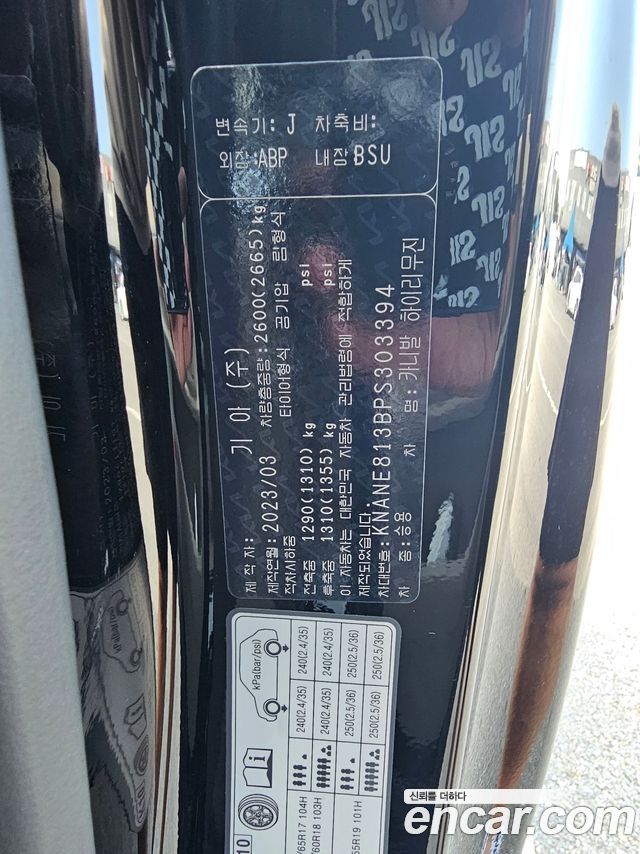 변속기: J 차축비:
외장:ABP 내장:BSU
제 작 자: 기아 (주)
제작연월:2023/03 차량총중량:2600(2665)kg
적차시하중 타이어형식 공기압 림형식
전축중 1290(1310) kg psi
후축중 1310(1355) kg psi
이 자동차는 대한민국 자동차 관리법령에 적합하게
제작되었습니다.
차대번호:KNANE813BPS303394
차 종:승용 차 명:카니발 하이리무진
kPa(bar/psi)
/65R17 104H 240(2.4/35) 240(2.4/35)
/60R18 103H 240(2.4/35) 240(2.4/35)
55R19 101H 250(2.5/36) 250(2.5/36)
250(2.5/36) 250(2.5/36)
10
신뢰를 더하다
encar.com